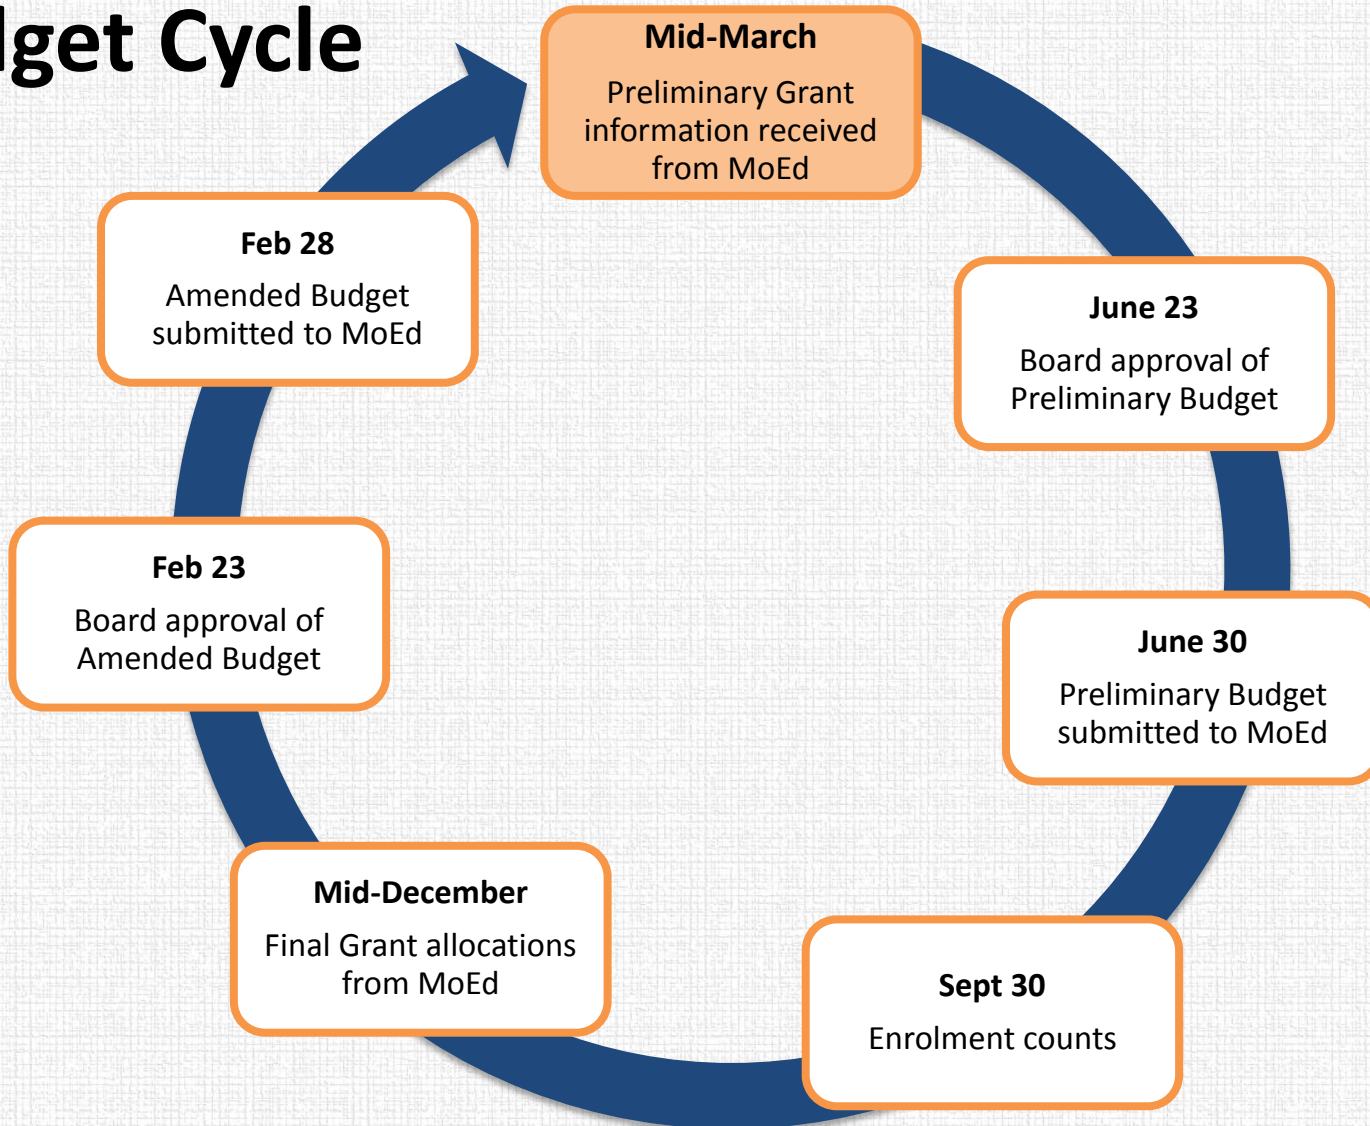 dget Cycle
Mid-March
Preliminary Grant
information received
from MoEd
June 23
Board approval of
Preliminary Budget
June 30
Preliminary Budget
submitted to MoEd
Sept 30
Enrolment counts
Mid-December
Final Grant allocations
from MoEd
Feb 23
Board approval of
Amended Budget
Feb 28
Amended Budget
submitted to MoEd